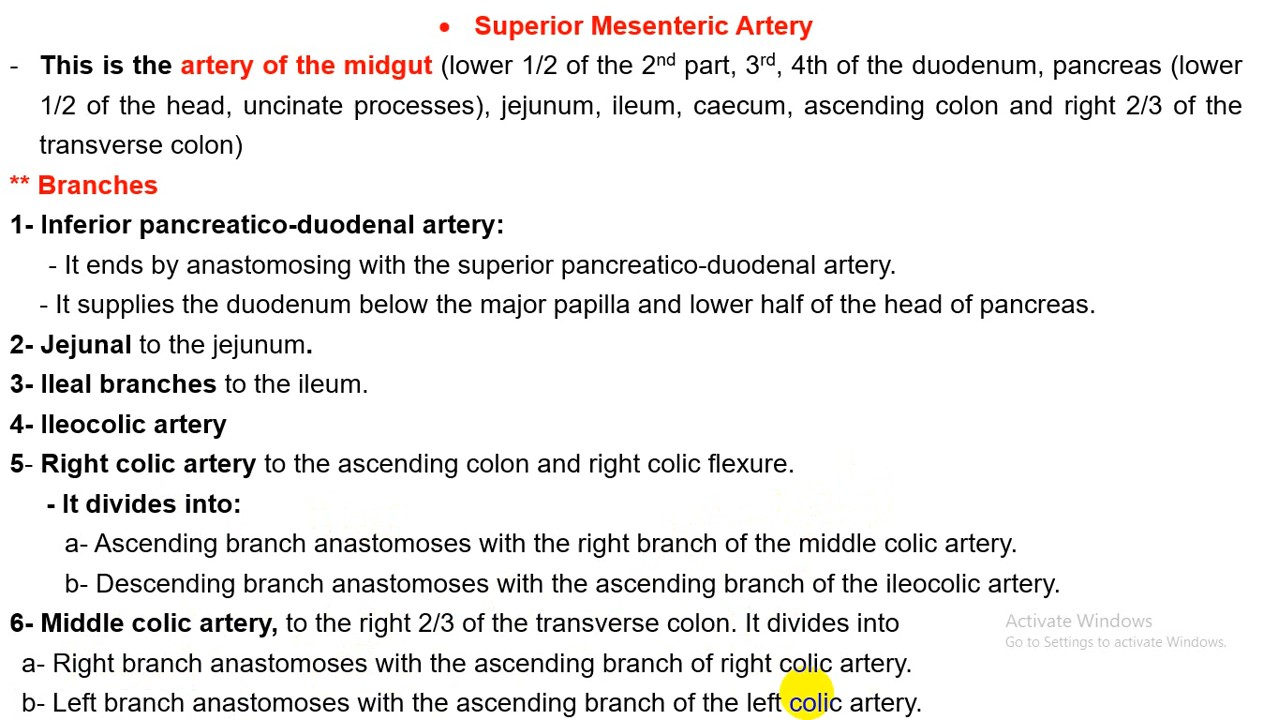 • Superior Mesenteric Artery
- This is the artery of the midgut (lower 1/2 of the 2nd part, 3rd, 4th of the duodenum, pancreas (lower
1/2 of the head, uncinate processes), jejunum, ileum, caecum, ascending colon and right 2/3 of the
transverse colon)
** Branches
1- Inferior pancreatico-duodenal artery:
- It ends by anastomosing with the superior pancreatico-duodenal artery.
- It supplies the duodenum below the major papilla and lower half of the head of pancreas.
2- Jejunal to the jejunum.
3- Ileal branches to the ileum.
4- Ileocolic artery
5- Right colic artery to the ascending colon and right colic flexure.
- It divides into:
a- Ascending branch anastomoses with the right branch of the middle colic artery.
b- Descending branch anastomoses with the ascending branch of the ileocolic artery.
6- Middle colic artery, to the right 2/3 of the transverse colon. It divides into
a- Right branch anastomoses with the ascending branch of right colic artery.
b- Left branch anastomoses with the ascending branch of the left colic artery.
Activate Windows
Go to Settings to activate Windows.